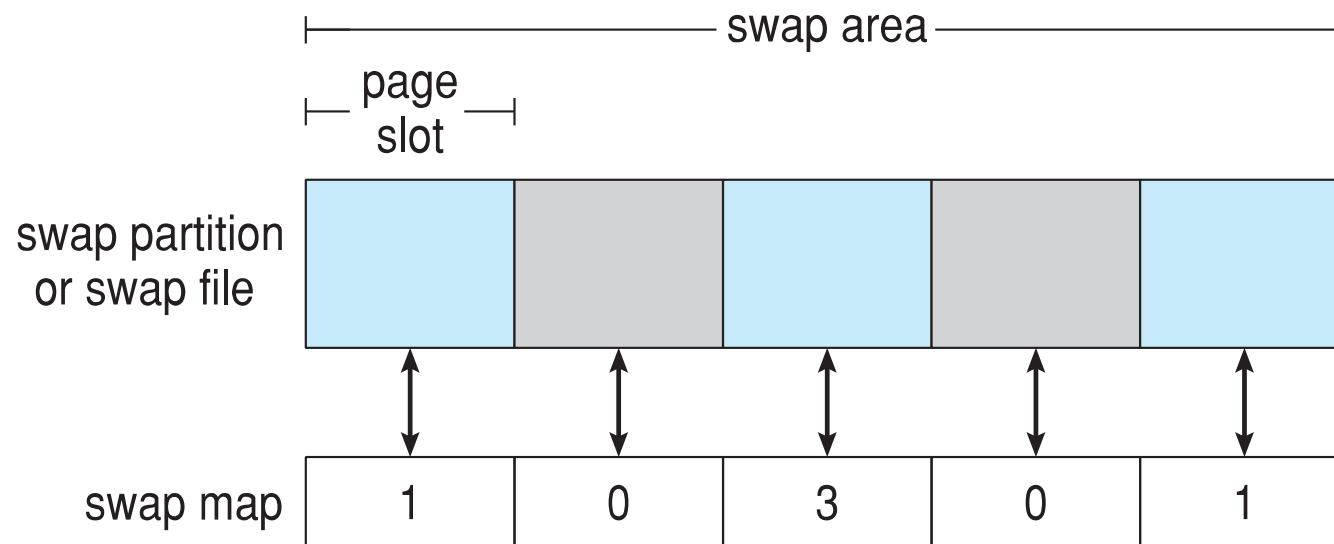 swap area
page
slot
swap partition
or swap file
swap map
1
0
3
0
1